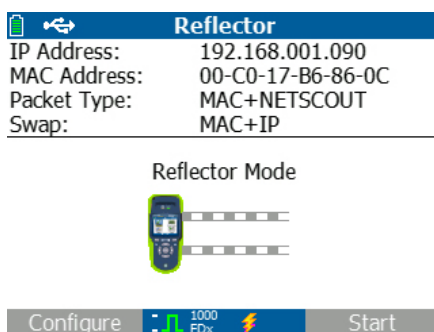 Reflector
IP Address: 192.168.001.090
MAC Address: 00-C0-17-B6-86-0C
Packet Type: MAC+NETSCOUT
Swap: MAC+IP
Reflector Mode
Configure 1000 FDx Start